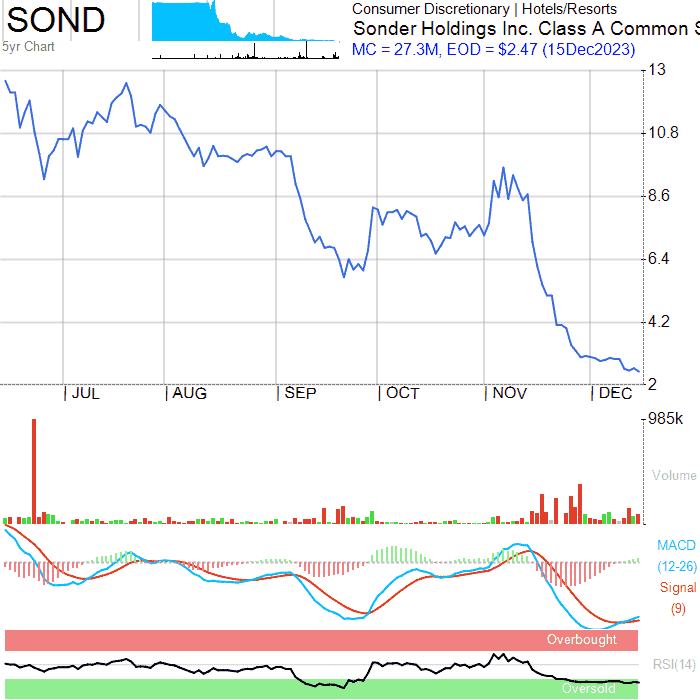 SOND
5yr Chart
Consumer Discretionary | Hotels/Resorts
Sonder Holdings Inc. Class A Common S
MC = 27.3M, EOD = $2.47 (15Dec2023)
13
10.8
8.6
6.4
4.2
2
JUL AUG SEP OCT NOV DEC
985k
Volume
MACD
(12-26)
Signal
(9)
Overbought
RSI(14)
Oversold